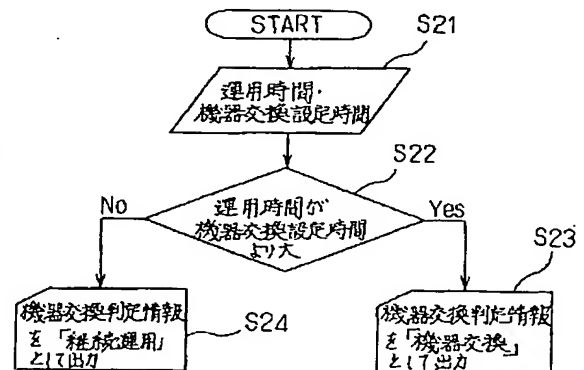 START
S21
運用時間・
機器交換設定時間
S22
運用時間が
機器交換設定時間
より大
No
Yes
S23
機器交換判定情報
を「継続運用」
として出力
S24
機器交換判定情報
を「機器交換」
として出力